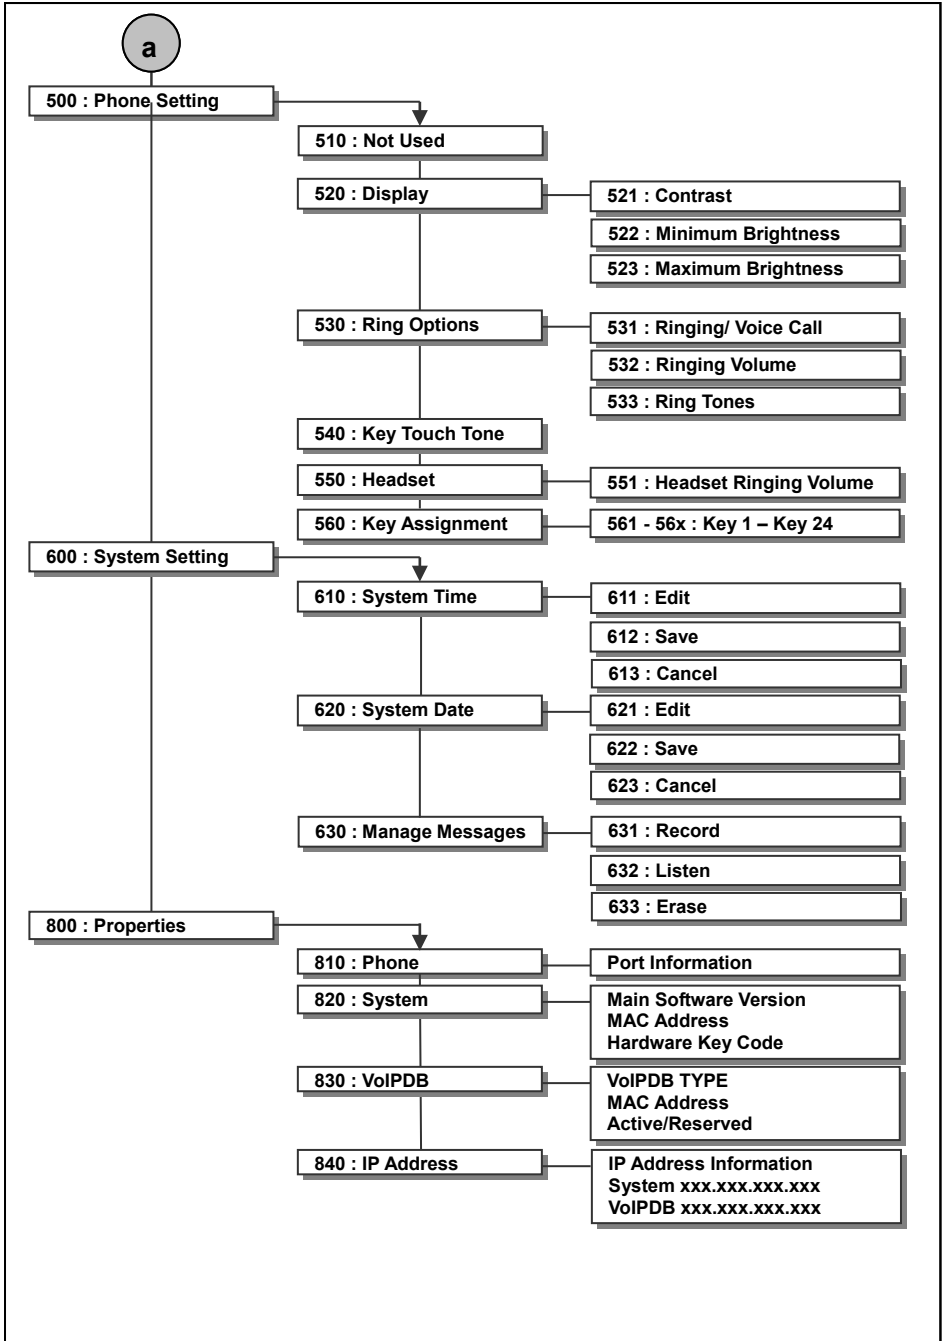 a
500 : Phone Setting
510 : Not Used
520 : Display
521 : Contrast
522 : Minimum Brightness
523 : Maximum Brightness
530 : Ring Options
531 : Ringing/ Voice Call
532 : Ringing Volume
533 : Ring Tones
540 : Key Touch Tone
550 : Headset
551 : Headset Ringing Volume
560 : Key Assignment
561 - 56x : Key 1 – Key 24
600 : System Setting
610 : System Time
611 : Edit
612 : Save
613 : Cancel
620 : System Date
621 : Edit
622 : Save
623 : Cancel
630 : Manage Messages
631 : Record
632 : Listen
633 : Erase
800 : Properties
810 : Phone
Port Information
820 : System
Main Software Version
MAC Address
Hardware Key Code
830 : VoIPDB
VoIPDB TYPE
MAC Address
Active/Reserved
840 : IP Address
IP Address Information
System xxx.xxx.xxx.xxx
VoIPDB xxx.xxx.xxx.xxx